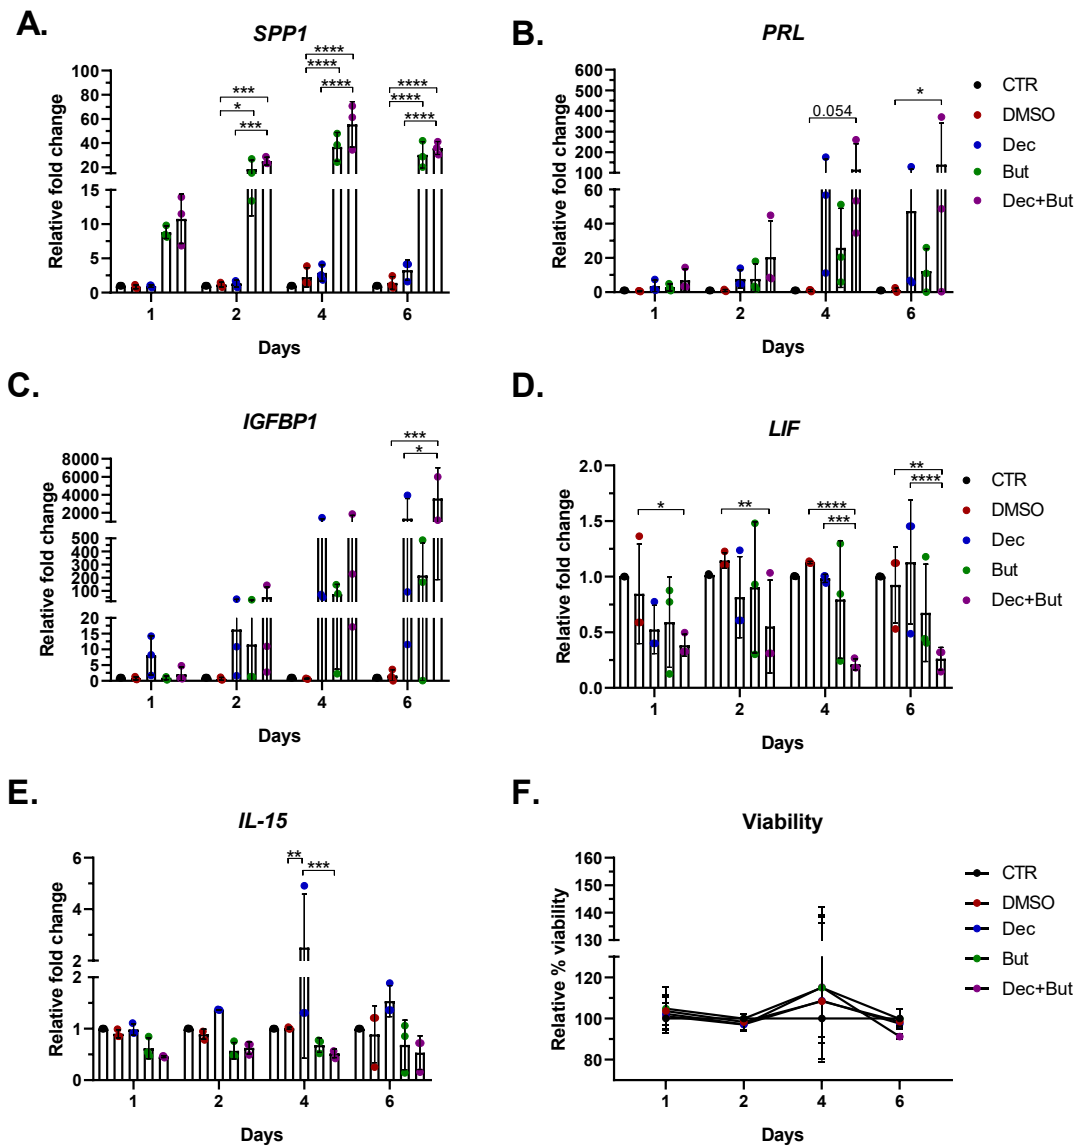 A.
SPP1
Relative fold change
100
80
60
40
20
15
10
5
0
*** * ***
**** **** ****
**** **** ****
1 2 4 6
Days
B.
PRL
Relative fold change
600
500
400
300
200
100
60
40
20
0
0.054
*
1 2 4 6
Days
CTR
DMSO
Dec
But
Dec+But
C.
IGFBP1
Relative fold change
8000
6000
4000
2000
500
400
300
200
100
20
15
10
5
0
***
*
1 2 4 6
Days
D.
LIF
Relative fold change
2.0
1.5
1.0
0.5
0.0
*
**
****
***
**
****
1 2 4 6
Days
CTR
DMSO
Dec
But
Dec+But
E.
IL-15
Relative fold change
6
4
2
2
1
0
**
***
1 2 4 6
Days
F.
Viability
Relative % viability
160
150
140
130
120
100
80
1 2 4 6
Days
CTR
DMSO
Dec
But
Dec+But